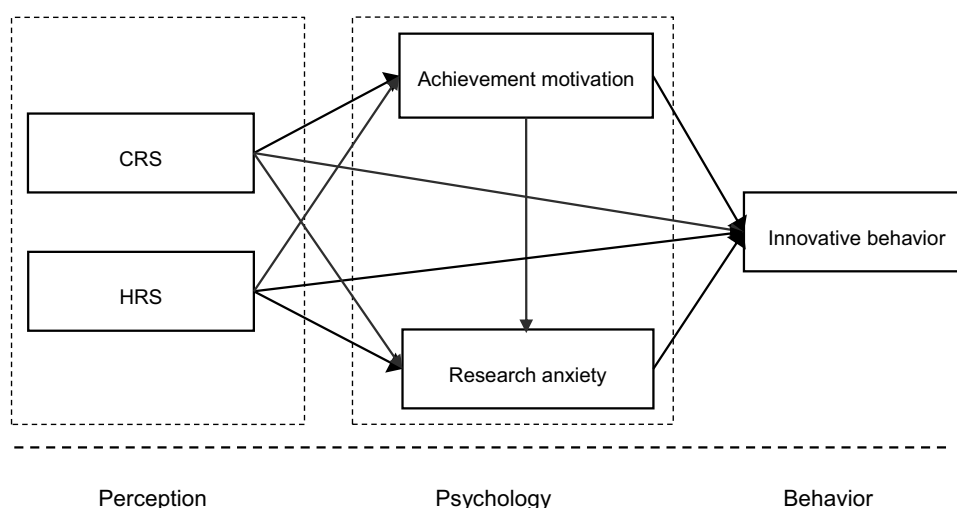 Achievement motivation
CRS
Innovative behavior
HRS
Research anxiety
Perception
Psychology
Behavior